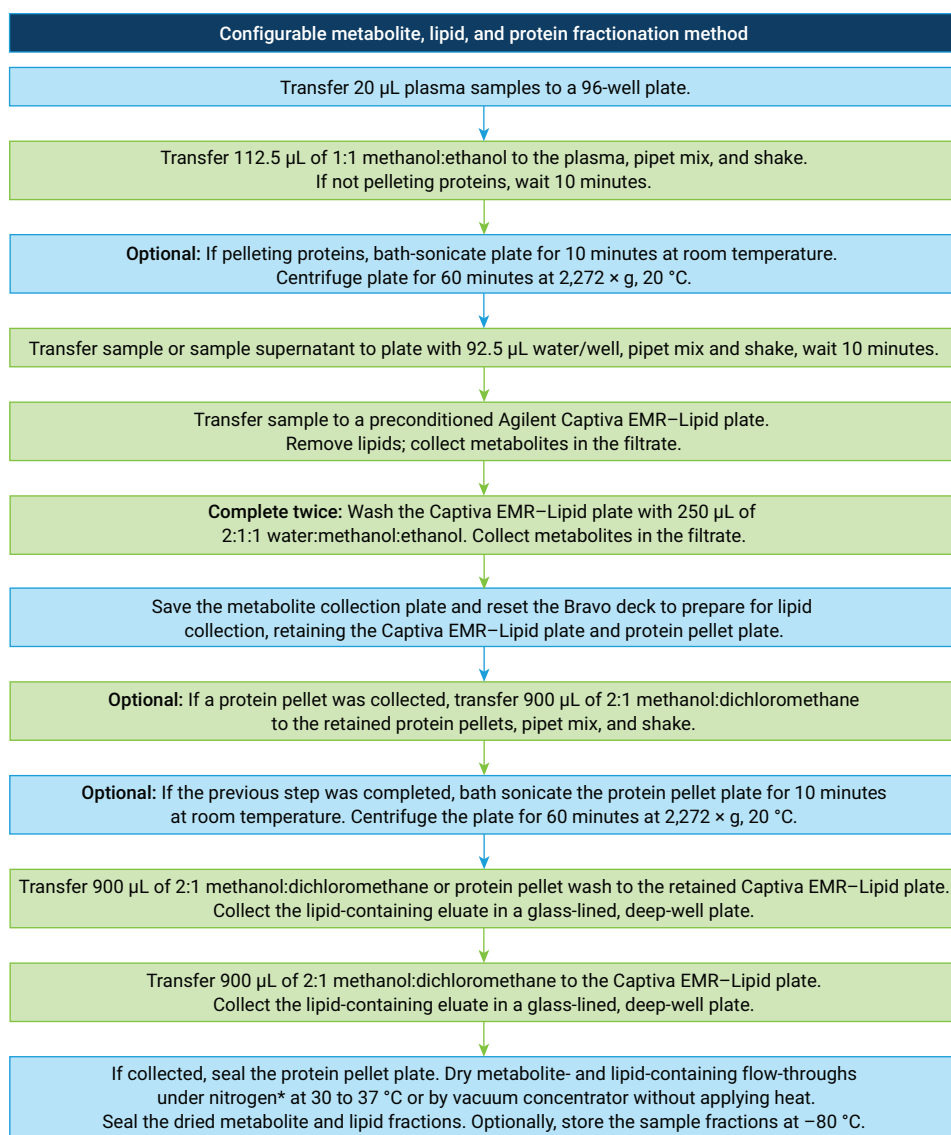 Configurable metabolite, lipid, and protein fractionation method
Transfer 20 µL plasma samples to a 96-well plate.
Transfer 112.5 µL of 1:1 methanol:ethanol to the plasma, pipet mix, and shake.
If not pelleting proteins, wait 10 minutes.
Optional: If pelleting proteins, bath-sonicate plate for 10 minutes at room temperature.
Centrifuge plate for 60 minutes at 2,272 × g, 20 °C.
Transfer sample or sample supernatant to plate with 92.5 µL water/well, pipet mix and shake, wait 10 minutes.
Transfer sample to a preconditioned Agilent Captiva EMR–Lipid plate.
Remove lipids; collect metabolites in the filtrate.
Complete twice: Wash the Captiva EMR–Lipid plate with 250 µL of
2:1:1 water:methanol:ethanol. Collect metabolites in the filtrate.
Save the metabolite collection plate and reset the Bravo deck to prepare for lipid
collection, retaining the Captiva EMR–Lipid plate and protein pellet plate.
Optional: If a protein pellet was collected, transfer 900 µL of 2:1 methanol:dichloromethane
to the retained protein pellets, pipet mix, and shake.
Optional: If the previous step was completed, bath sonicate the protein pellet plate for 10 minutes
at room temperature. Centrifuge the plate for 60 minutes at 2,272 × g, 20 °C.
Transfer 900 µL of 2:1 methanol:dichloromethane or protein pellet wash to the retained Captiva EMR–Lipid plate.
Collect the lipid-containing eluate in a glass-lined, deep-well plate.
Transfer 900 µL of 2:1 methanol:dichloromethane to the Captiva EMR–Lipid plate.
Collect the lipid-containing eluate in a glass-lined, deep-well plate.
If collected, seal the protein pellet plate. Dry metabolite- and lipid-containing flow-throughs
under nitrogen* at 30 to 37 °C or by vacuum concentrator without applying heat.
Seal the dried metabolite and lipid fractions. Optionally, store the sample fractions at –80 °C.